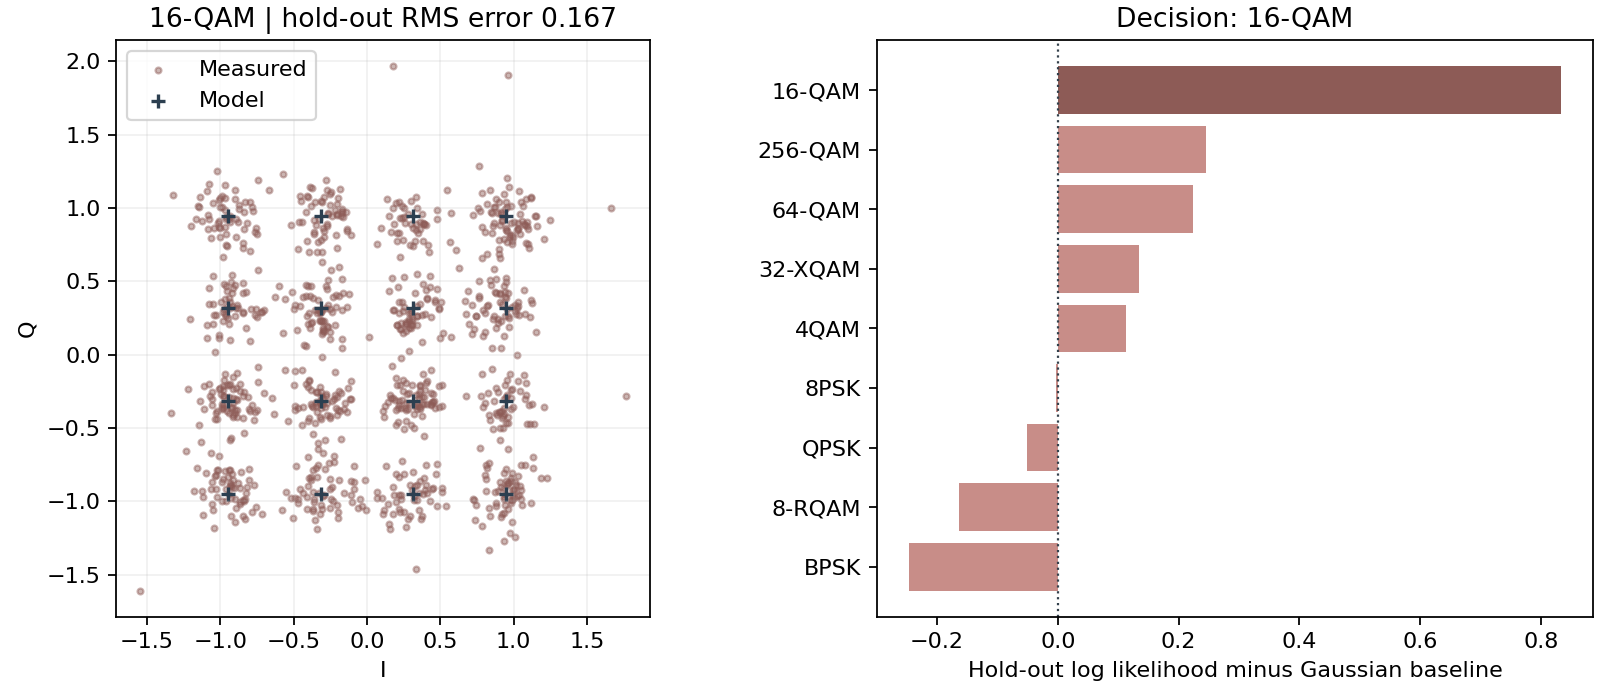 16-QAM | hold-out RMS error 0.167
Measured
Model
2.0
1.5
1.0
0.5
0.0
−0.5
−1.0
−1.5
Q
−1.5 −1.0 −0.5 0.0 0.5 1.0 1.5
I
Decision: 16-QAM
16-QAM
256-QAM
64-QAM
32-XQAM
4QAM
8PSK
QPSK
8-RQAM
BPSK
−0.2 0.0 0.2 0.4 0.6 0.8
Hold-out log likelihood minus Gaussian baseline